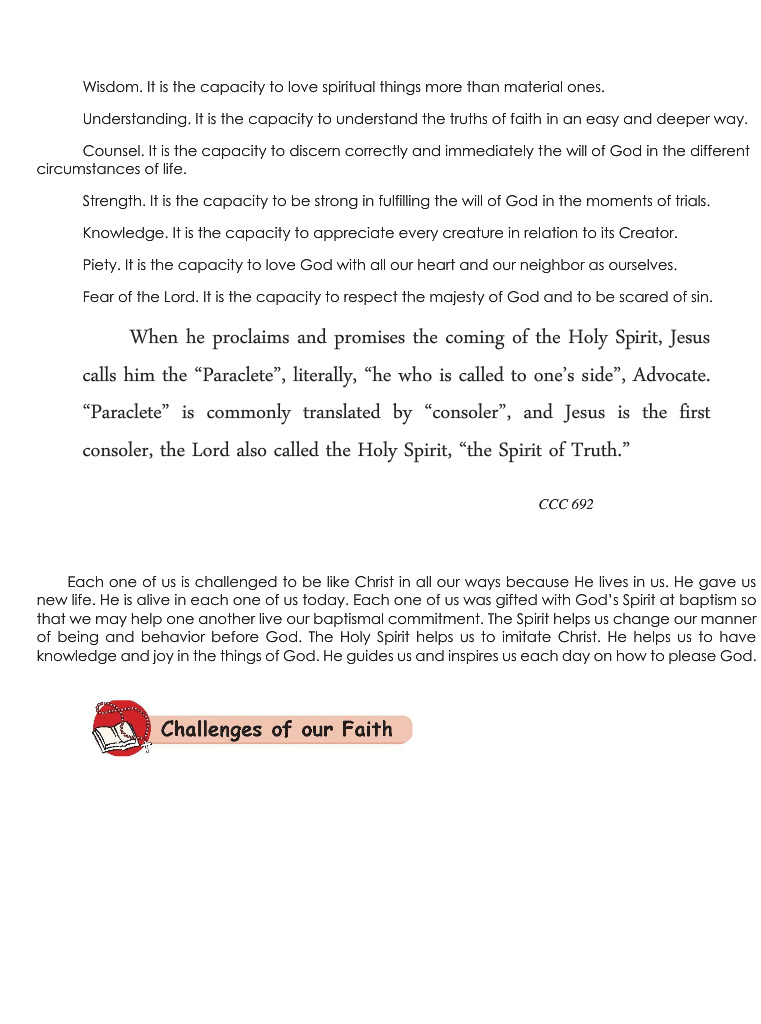 Wisdom. It is the capacity to love spiritual things more than material ones.
Understanding. It is the capacity to understand the truths of faith in an easy and deeper way.
Counsel. It is the capacity to discern correctly and immediately the will of God in the different
circumstances of life.
Strength. It is the capacity to be strong in fulfilling the will of God in the moments of trials.
Knowledge. It is the capacity to appreciate every creature in relation to its Creator.
Piety. It is the capacity to love God with all our heart and our neighbor as ourselves.
Fear of the Lord. It is the capacity to respect the majesty of God and to be scared of sin.
When he proclaims and promises the coming of the Holy Spirit, Jesus
calls him the “Paraclete”, literally, “he who is called to one’s side”, Advocate.
“Paraclete” is commonly translated by “consoler”, and Jesus is the first
consoler, the Lord also called the Holy Spirit, “the Spirit of Truth.”
CCC 692
Each one of us is challenged to be like Christ in all our ways because He lives in us. He gave us
new life. He is alive in each one of us today. Each one of us was gifted with God’s Spirit at baptism so
that we may help one another live our baptismal commitment. The Spirit helps us change our manner
of being and behavior before God. The Holy Spirit helps us to imitate Christ. He helps us to have
knowledge and joy in the things of God. He guides us and inspires us each day on how to please God.
Challenges of our Faith